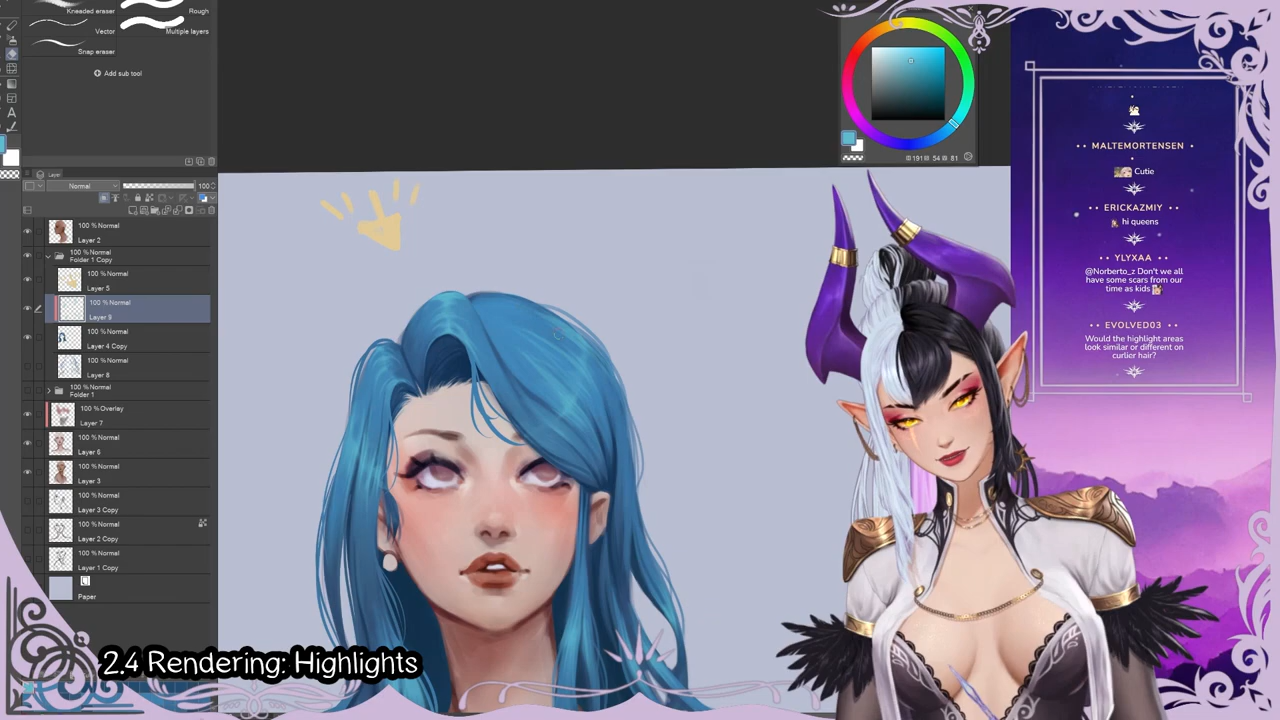 Kneaded eraser
Rough
Vector
Multiple layers
Snap eraser
Add sub tool
Layer
Normal
100
100 % Normal
Layer 2
100 % Normal
Folder 1 Copy
100 % Normal
Layer 5
100 % Normal
Layer 9
100 % Normal
Layer 4 Copy
100 % Normal
Layer 8
100 % Normal
Folder 1
100 % Overlay
Layer 7
100 % Normal
Layer 6
100 % Normal
Layer 3
100 % Normal
Layer 3 Copy
100 % Normal
Layer 2 Copy
100 % Normal
Layer 1 Copy
Paper
2.4 Rendering: Highlights
191 54 81
MALTEMORTENSEN
Cutie
ERICKAZMIY
hi queens
YLYXAA
@Norberto_z Don't we all
have some scars from our
time as kids
EVOLVED03
Would the highlight areas
look similar or different on
curlier hair?